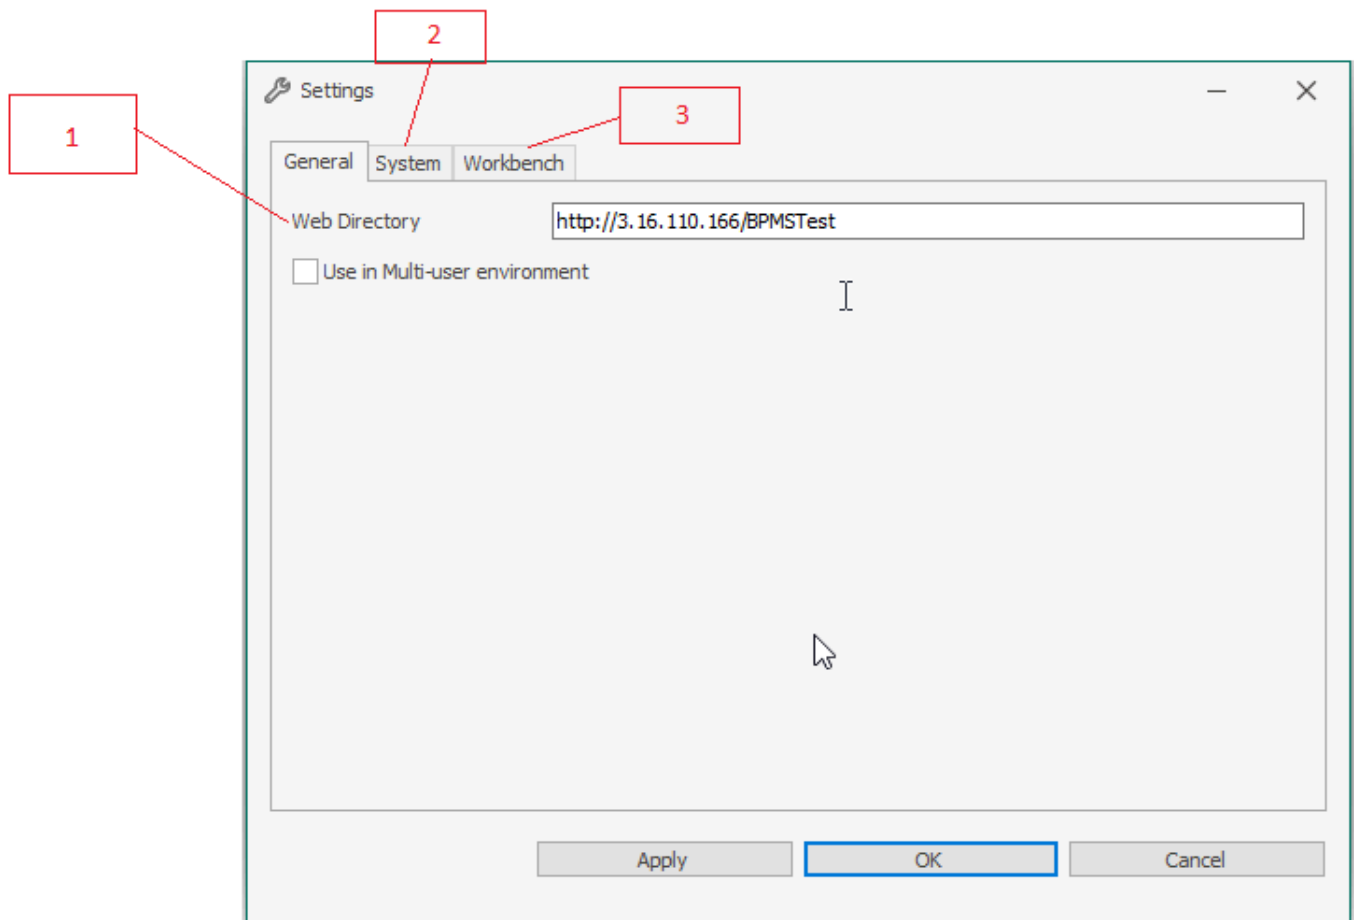 2
Settings
3
1
General System Workbench
Web Directory http://3.16.110.166/BPMSTest
Use in Multi-user environment
Apply OK Cancel